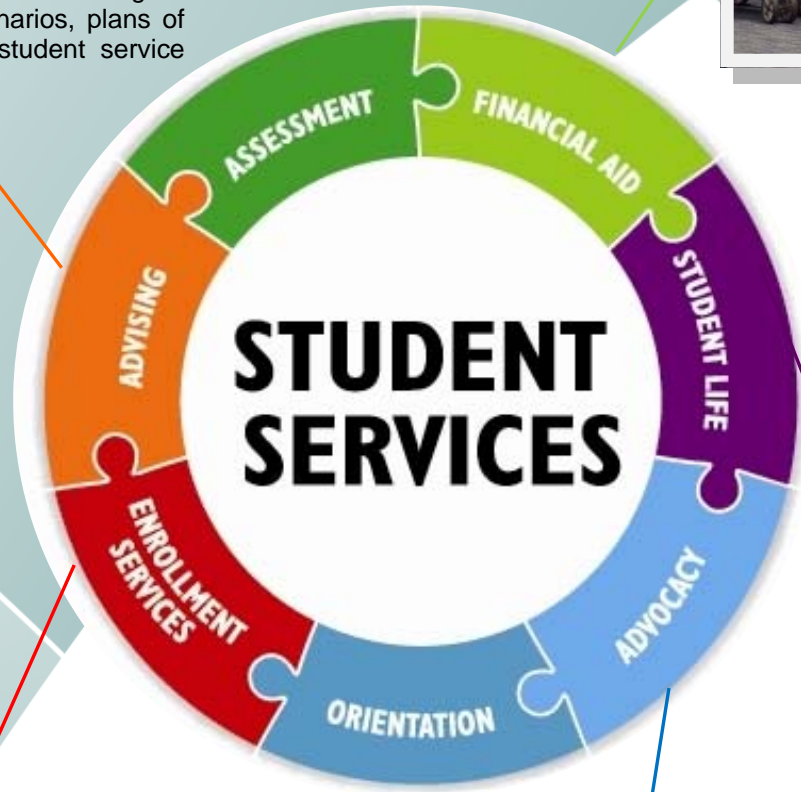 narios, plans of
student service
ASSESSMENT
FINANCIAL AID
STUDENT LIFE
ADVOCACY
ORIENTATION
ENROLLMENT
SERVICES
ADVISING
STUDENT
SERVICES